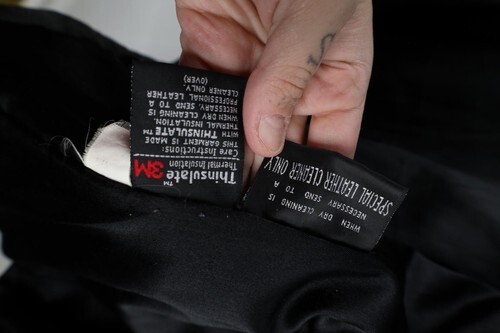 3M Thinsulate™
Thermal Insulation
Care Instructions:
THIS GARMENT IS MADE
WITH THINSULATE™
THERMAL INSULATION.
WHEN DRY CLEANING IS
NECESSARY, SEND TO A
PROFESSIONAL LEATHER
CLEANER ONLY.
(OVER)
WHEN DRY CLEANING IS
NECESSARY SEND TO A
SPECIAL LEATHER CLEANER ONLY